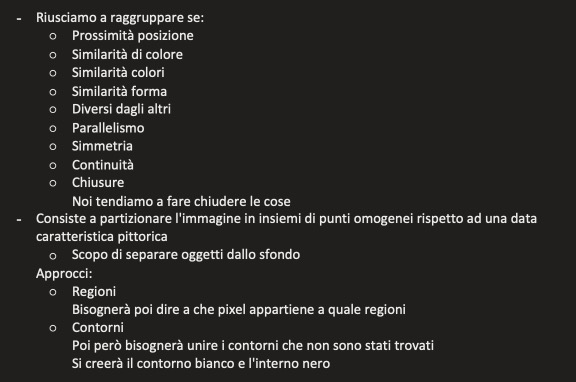 - Riusciamo a raggruppare se:
o Prossimità posizione
o Similarità di colore
o Similarità colori
o Similarità forma
o Diversi dagli altri
o Parallelismo
o Simmetria
o Continuità
o Chiusure
Noi tendiamo a fare chiudere le cose
- Consiste a partizionare l'immagine in insiemi di punti omogenei rispetto ad una data
caratteristica pittorica
o Scopo di separare oggetti dallo sfondo
Approcci:
o Regioni
Bisognerà poi dire a che pixel appartiene a quale regioni
o Contorni
Poi però bisognerà unire i contorni che non sono stati trovati
Si creerà il contorno bianco e l'interno nero